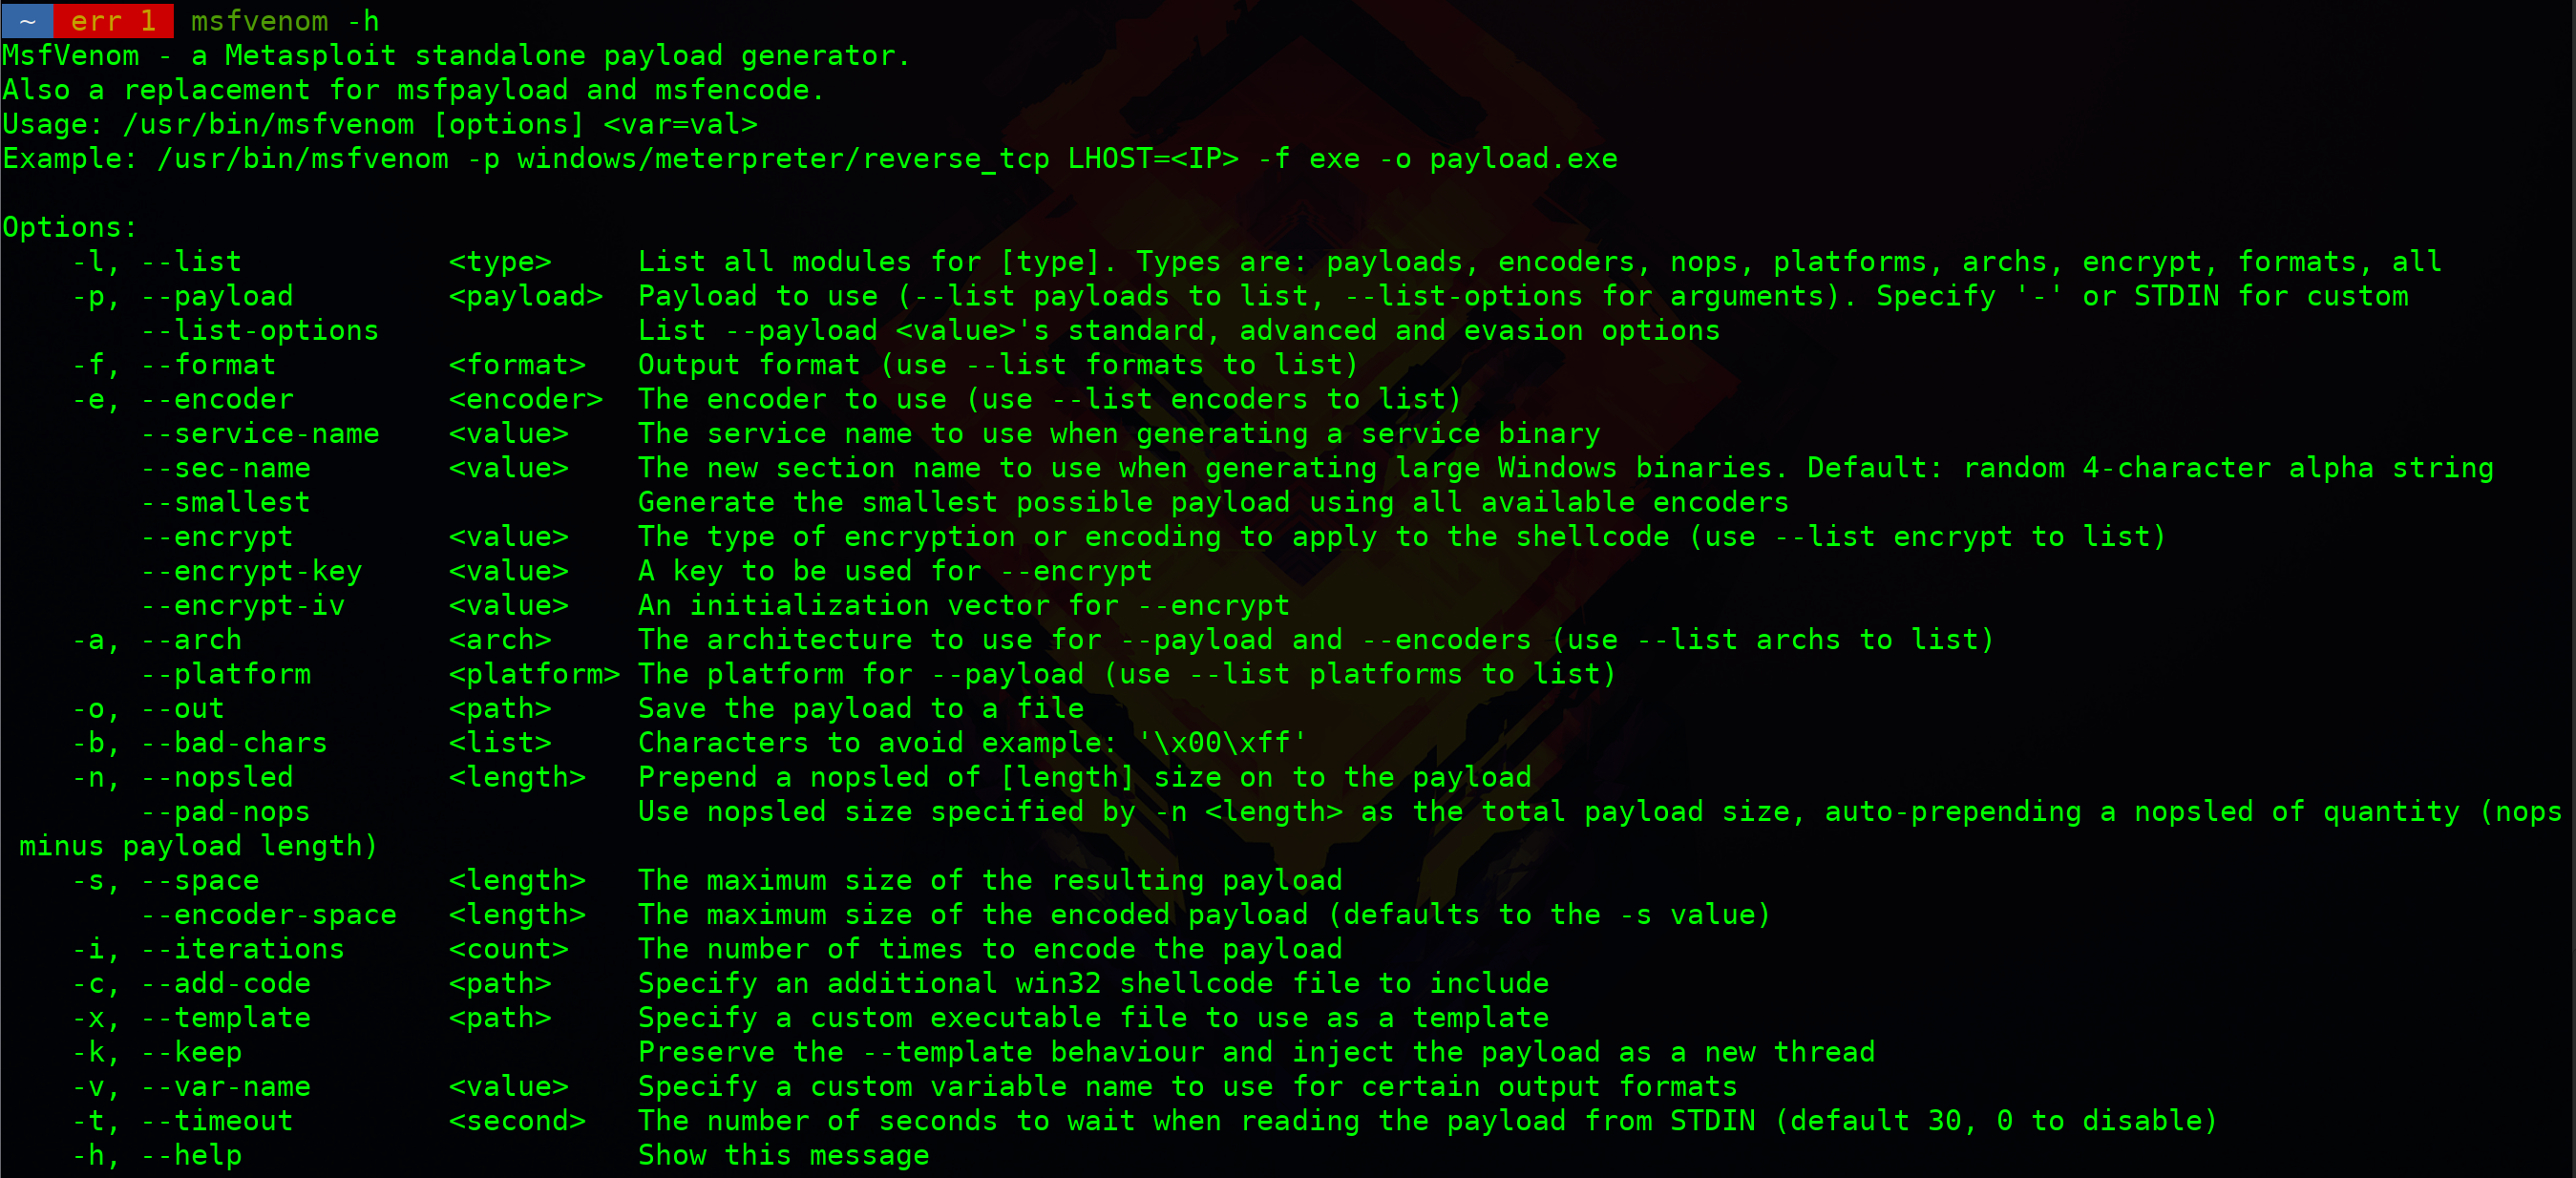 ~ err 1 msfvenom -h
MsfVenom - a Metasploit standalone payload generator.
Also a replacement for msfpayload and msfencode.
Usage: /usr/bin/msfvenom [options] <var=val>
Example: /usr/bin/msfvenom -p windows/meterpreter/reverse_tcp LHOST=<IP> -f exe -o payload.exe

Options:
    -l, --list            <type>     List all modules for [type]. Types are: payloads, encoders, nops, platforms, archs, encrypt, formats, all
    -p, --payload         <payload>  Payload to use (--list payloads to list, --list-options for arguments). Specify '-' or STDIN for custom
        --list-options               List --payload <value>'s standard, advanced and evasion options
    -f, --format          <format>   Output format (use --list formats to list)
    -e, --encoder         <encoder>  The encoder to use (use --list encoders to list)
        --service-name    <value>    The service name to use when generating a service binary
        --sec-name        <value>    The new section name to use when generating large Windows binaries. Default: random 4-character alpha string
        --smallest                   Generate the smallest possible payload using all available encoders
        --encrypt         <value>    The type of encryption or encoding to apply to the shellcode (use --list encrypt to list)
        --encrypt-key     <value>    A key to be used for --encrypt
        --encrypt-iv      <value>    An initialization vector for --encrypt
    -a, --arch            <arch>     The architecture to use for --payload and --encoders (use --list archs to list)
        --platform        <platform> The platform for --payload (use --list platforms to list)
    -o, --out             <path>     Save the payload to a file
    -b, --bad-chars       <list>     Characters to avoid example: '\x00\xff'
    -n, --nopsled         <length>   Prepend a nopsled of [length] size on to the payload
        --pad-nops                   Use nopsled size specified by -n <length> as the total payload size, auto-prepending a nopsled of quantity (nops
 minus payload length)
    -s, --space           <length>   The maximum size of the resulting payload
        --encoder-space   <length>   The maximum size of the encoded payload (defaults to the -s value)
    -i, --iterations      <count>    The number of times to encode the payload
    -c, --add-code        <path>     Specify an additional win32 shellcode file to include
    -x, --template        <path>     Specify a custom executable file to use as a template
    -k, --keep                       Preserve the --template behaviour and inject the payload as a new thread
    -v, --var-name        <value>    Specify a custom variable name to use for certain output formats
    -t, --timeout         <second>   The number of seconds to wait when reading the payload from STDIN (default 30, 0 to disable)
    -h, --help                       Show this message